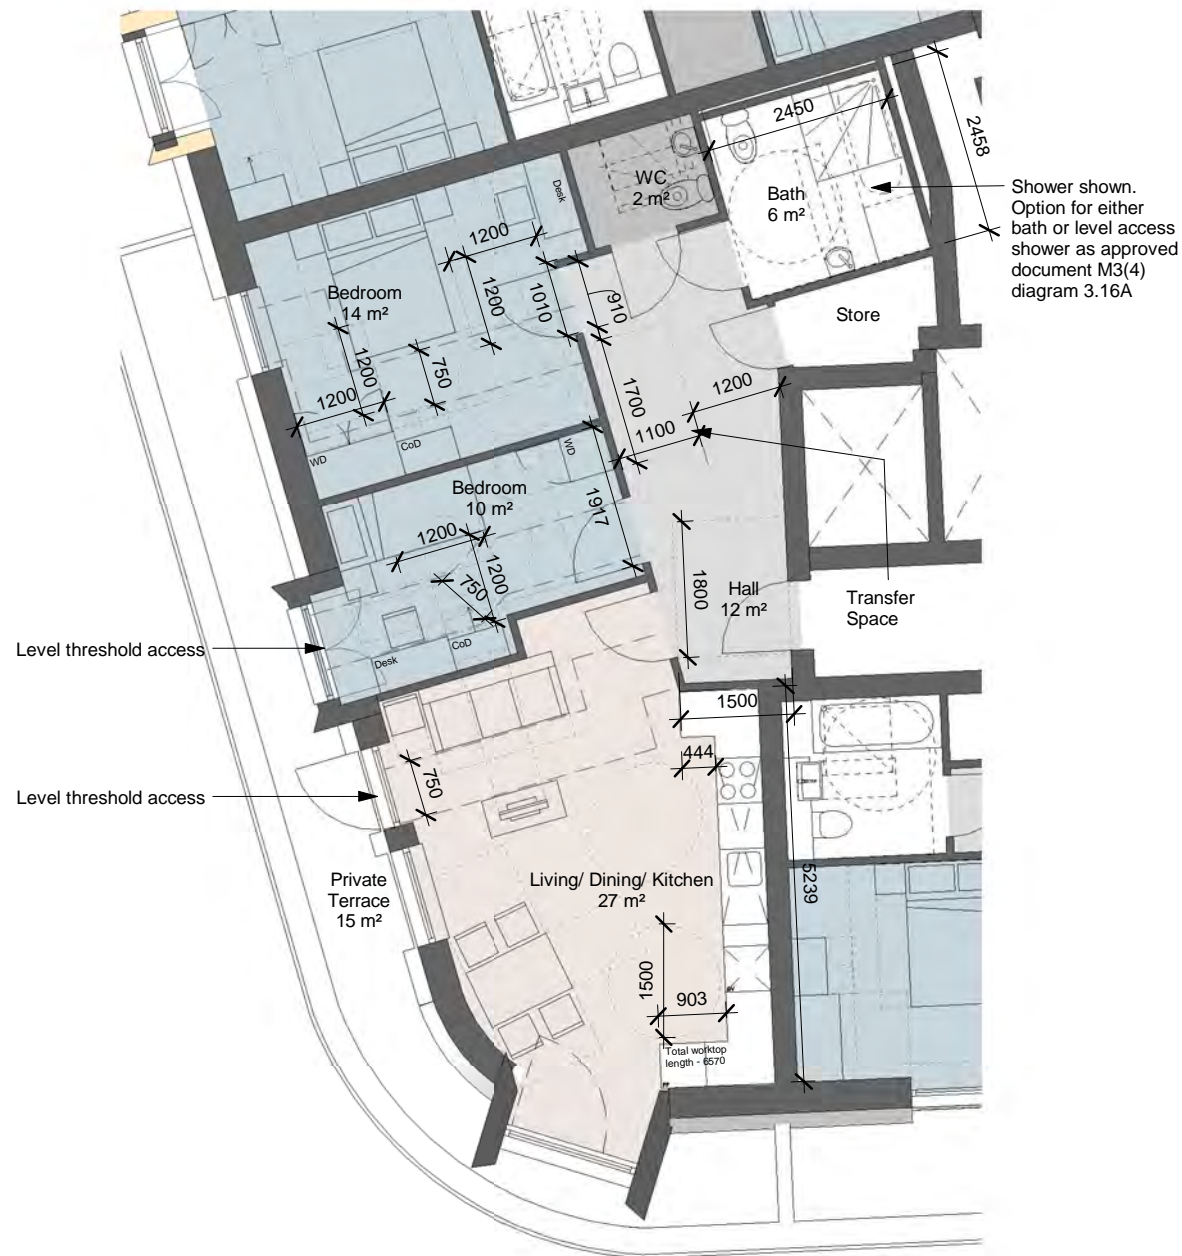 2450
2458
WC
2 m²
Bath
6 m²
Shower shown.
Option for either
bath or level access
shower as approved
document M3(4)
diagram 3.16A
Desk
1200
1200
1010
910
Bedroom
14 m²
Store
1200
750
1200
1700
1200
1100
WD
CoD
WD
Bedroom
10 m²
1917
1200
1200
750
1800
Hall
12 m²
Transfer
Space
Level threshold access
Desk
CoD
1500
444
750
Level threshold access
Private
Terrace
15 m²
Living/ Dining/ Kitchen
27 m²
5239
1500
903
Total worktop
length - 6570